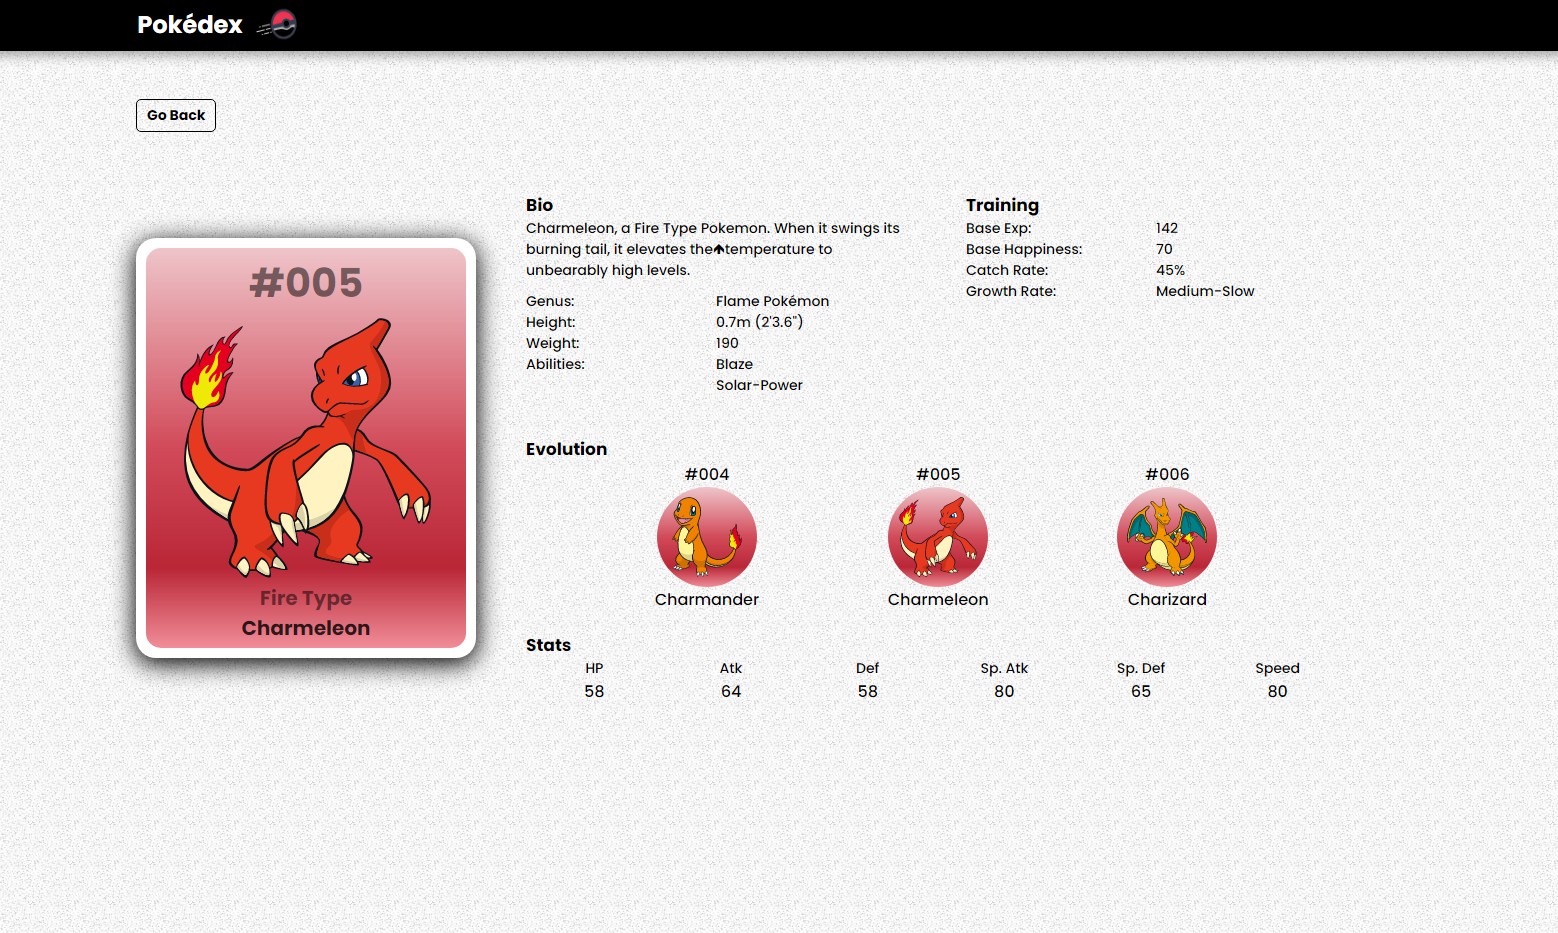 Pokédex
Go Back
#005
Fire Type
Charmeleon
Bio
Charmeleon, a Fire Type Pokemon. When it swings its
burning tail, it elevates the🡹temperature to
unbearably high levels.
Genus: Flame Pokémon
Height: 0.7m (2'3.6")
Weight: 190
Abilities: Blaze
Solar-Power
Training
Base Exp: 142
Base Happiness: 70
Catch Rate: 45%
Growth Rate: Medium-Slow
Evolution
#004 #005 #006
Charmander Charmeleon Charizard
Stats
HP Atk Def Sp. Atk Sp. Def Speed
58 64 58 80 65 80